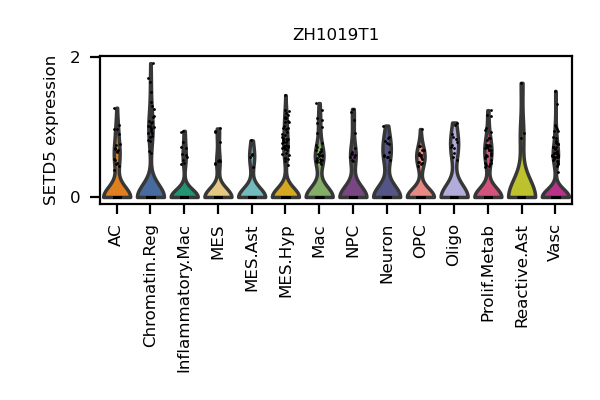 ZH1019T1
SETD5 expression
2
0
AC
Chromatin.Reg
Inflammatory.Mac
MES
MES.Ast
MES.Hyp
Mac
NPC
Neuron
OPC
Oligo
Prolif.Metab
Reactive.Ast
Vasc